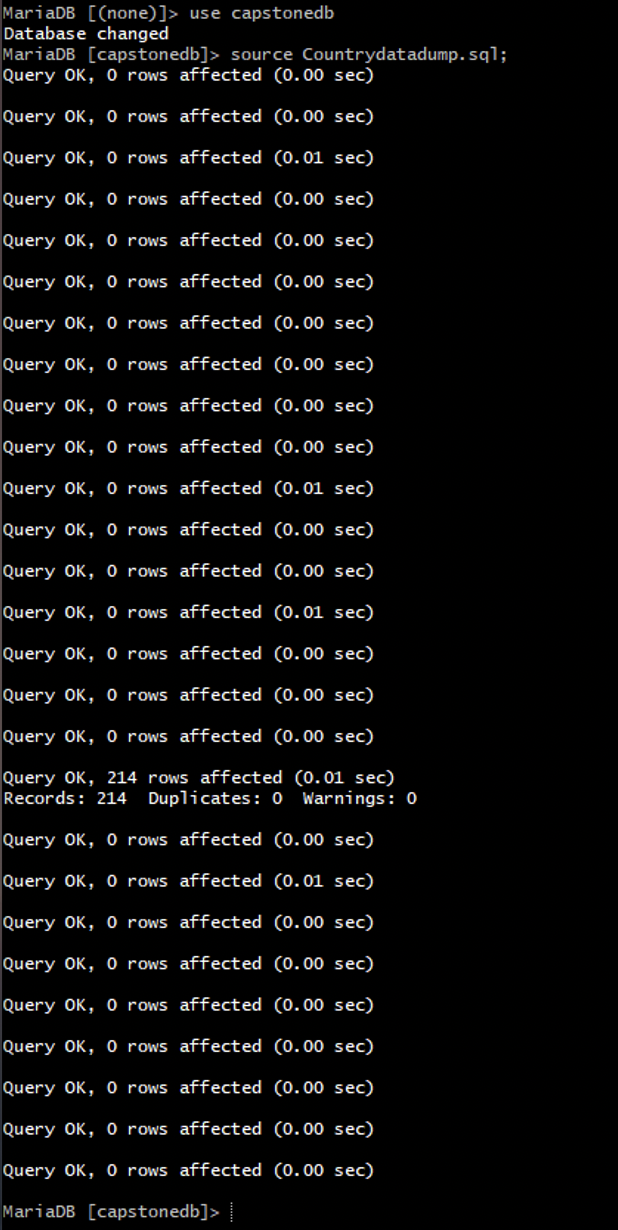 MariaDB [(none)]> use capstonedb
Database changed
MariaDB [capstonedb]> source Countrydatadump.sql;
Query OK, 0 rows affected (0.00 sec)
Query OK, 0 rows affected (0.00 sec)
Query OK, 0 rows affected (0.01 sec)
Query OK, 0 rows affected (0.00 sec)
Query OK, 0 rows affected (0.00 sec)
Query OK, 0 rows affected (0.00 sec)
Query OK, 0 rows affected (0.00 sec)
Query OK, 0 rows affected (0.00 sec)
Query OK, 0 rows affected (0.00 sec)
Query OK, 0 rows affected (0.00 sec)
Query OK, 0 rows affected (0.01 sec)
Query OK, 0 rows affected (0.00 sec)
Query OK, 0 rows affected (0.00 sec)
Query OK, 0 rows affected (0.01 sec)
Query OK, 0 rows affected (0.00 sec)
Query OK, 0 rows affected (0.00 sec)
Query OK, 0 rows affected (0.00 sec)
Query OK, 214 rows affected (0.01 sec)
Records: 214  Duplicates: 0  Warnings: 0
Query OK, 0 rows affected (0.00 sec)
Query OK, 0 rows affected (0.01 sec)
Query OK, 0 rows affected (0.00 sec)
Query OK, 0 rows affected (0.00 sec)
Query OK, 0 rows affected (0.00 sec)
Query OK, 0 rows affected (0.00 sec)
Query OK, 0 rows affected (0.00 sec)
Query OK, 0 rows affected (0.00 sec)
Query OK, 0 rows affected (0.00 sec)
MariaDB [capstonedb]>